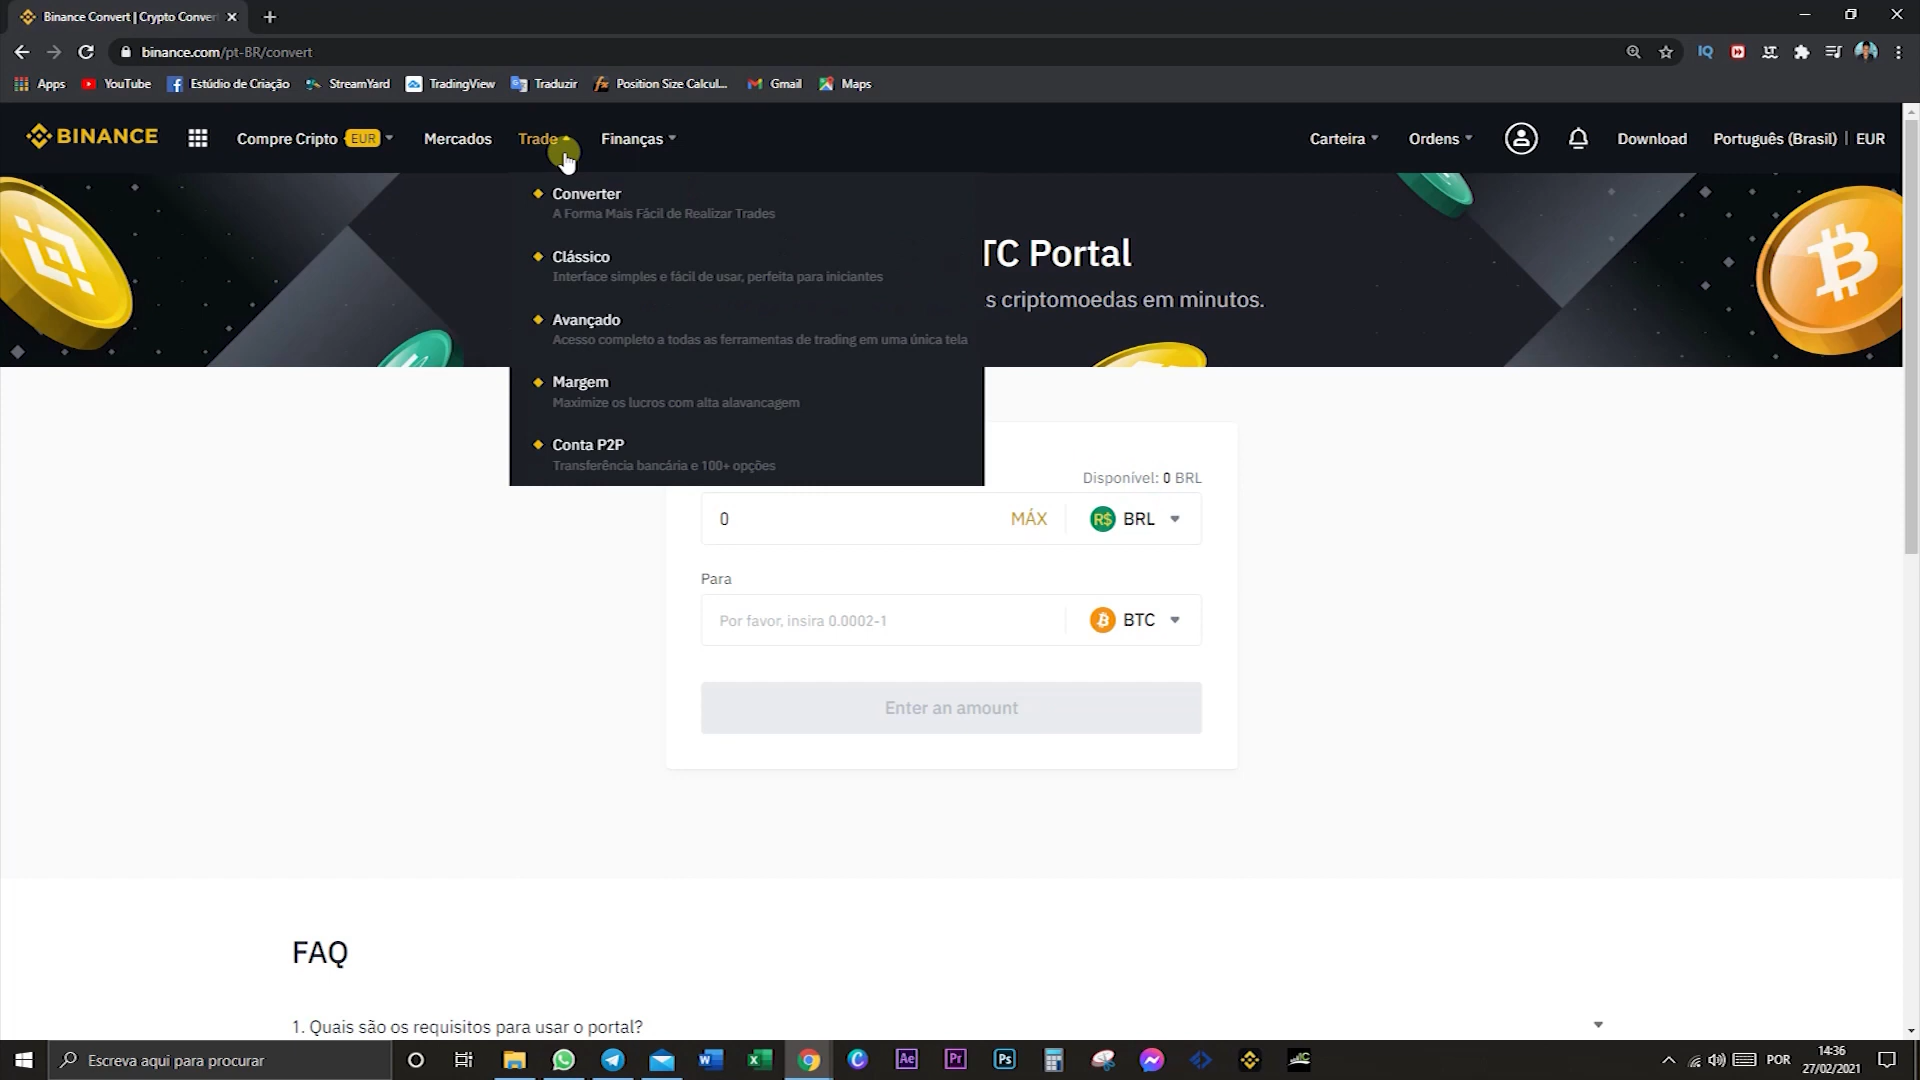 Binance Convert | Crypto Conver
binance.com/pt-BR/convert
Apps YouTube Estúdio de Criação StreamYard TradingView Traduzir Position Size Calcul... Gmail Maps
BINANCE Compre Cripto EUR Mercados Trade Finanças Carteira Ordens Download Português (Brasil) | EUR
Converter
A Forma Mais Fácil de Realizar Trades
Clássico
Interface simples e fácil de usar, perfeita para iniciantes
TC Portal
s criptomoedas em minutos.
Avançado
Acesso completo a todas as ferramentas de trading em uma única tela
Margem
Maximize os lucros com alta alavancagem
Conta P2P
Transferência bancária e 100+ opções
Disponível: 0 BRL
0 MÁX R$ BRL
Para
Por favor, insira 0.0002-1 BTC
Enter an amount
FAQ
1. Quais são os requisitos para usar o portal?
Escreva aqui para procurar
Ae Pr Ps
POR
14:36
27/02/2021